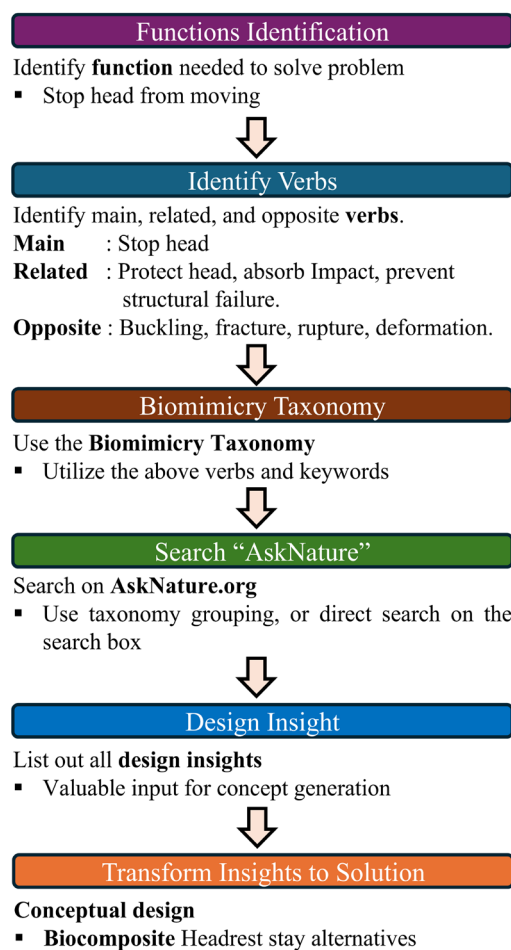 Functions Identification
Identify function needed to solve problem
▪ Stop head from moving
Identify Verbs
Identify main, related, and opposite verbs.
Main : Stop head
Related : Protect head, absorb Impact, prevent
structural failure.
Opposite : Buckling, fracture, rupture, deformation.
Biomimicry Taxonomy
Use the Biomimicry Taxonomy
▪ Utilize the above verbs and keywords
Search “AskNature”
Search on AskNature.org
▪ Use taxonomy grouping, or direct search on the
search box
Design Insight
List out all design insights
▪ Valuable input for concept generation
Transform Insights to Solution
Conceptual design
▪ Biocomposite Headrest stay alternatives